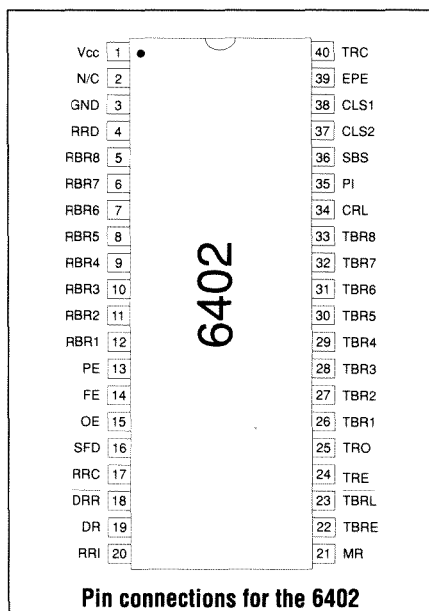 Vcc 1 40 TRC
N/C 2 39 EPE
GND 3 38 CLS1
RRD 4 37 CLS2
RBR8 5 36 SBS
RBR7 6 35 PI
RBR6 7 34 CRL
RBR5 8 33 TBR8
RBR4 9 32 TBR7
RBR3 10 31 TBR6
RBR2 11 30 TBR5
RBR1 12 29 TBR4
PE 13 28 TBR3
FE 14 27 TBR2
OE 15 26 TBR1
SFD 16 25 TRO
RRC 17 24 TRE
DRR 18 23 TBRL
DR 19 22 TBRE
RRI 20 21 MR
6402
Pin connections for the 6402